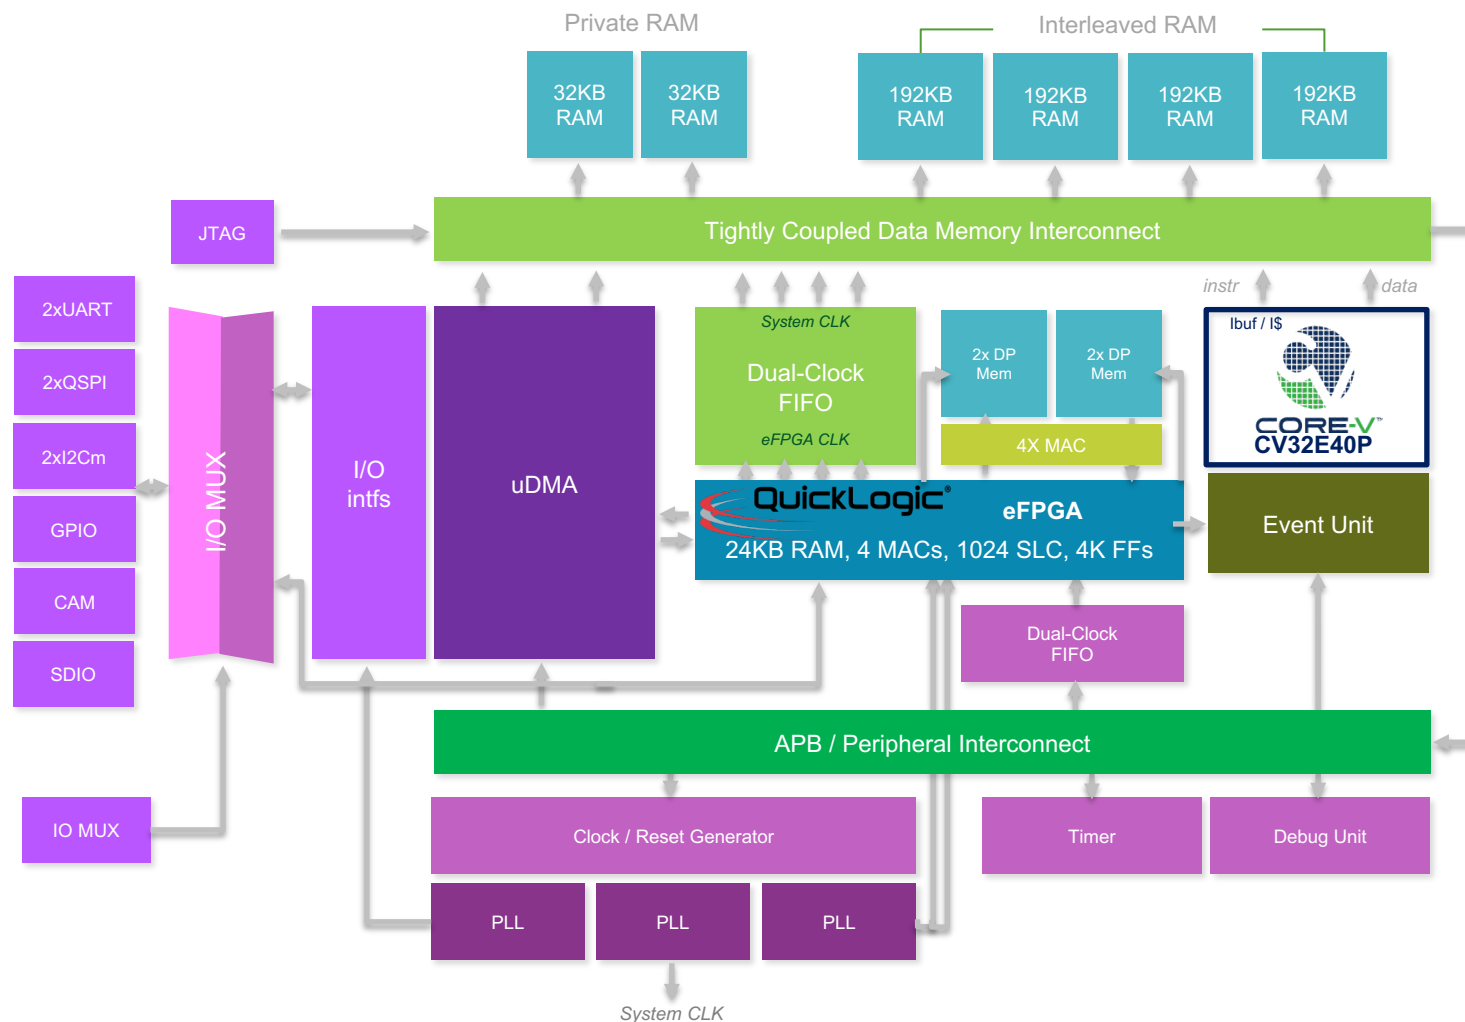 Private RAM
Interleaved RAM
32KB
RAM
32KB
RAM
192KB
RAM
192KB
RAM
192KB
RAM
192KB
RAM
JTAG
Tightly Coupled Data Memory Interconnect
instr
data
2xUART
2xQSPI
2xI2Cm
GPIO
CAM
SDIO
I/O MUX
I/O
intfs
uDMA
System CLK
Dual-Clock
FIFO
eFPGA CLK
2x DP
Mem
2x DP
Mem
4X MAC
Ibuf / I$
CORE-V™
CV32E40P
QuickLogic®
eFPGA
24KB RAM, 4 MACs, 1024 SLC, 4K FFs
Event Unit
Dual-Clock
FIFO
APB / Peripheral Interconnect
IO MUX
Clock / Reset Generator
Timer
Debug Unit
PLL
PLL
PLL
System CLK